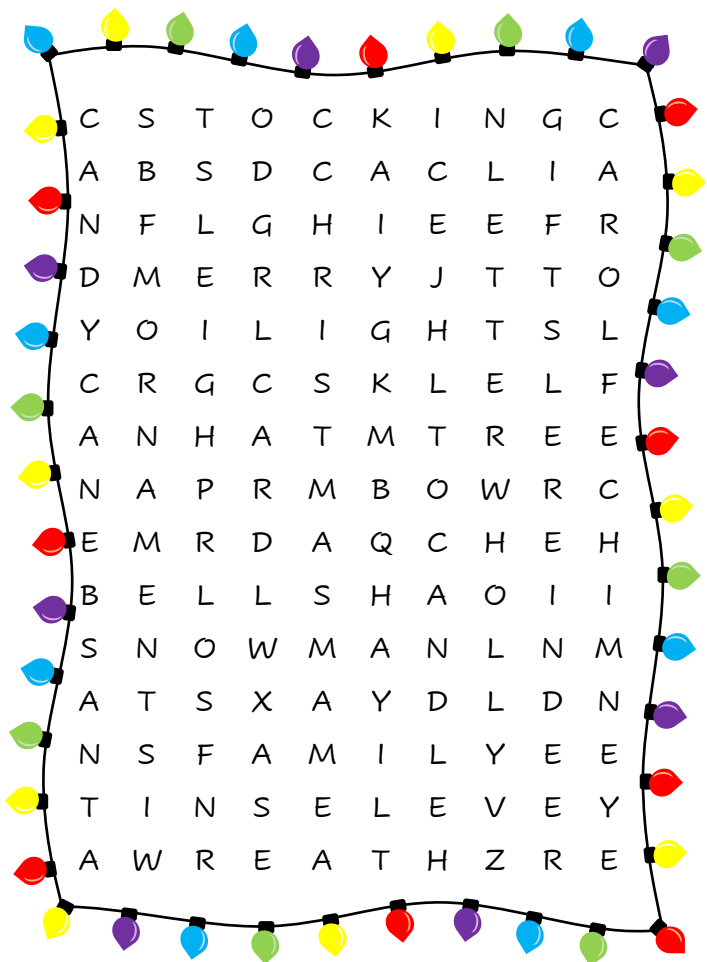 C S T O C K I N G C
A B S D C A C L I A
N F L G H I E E F R
D M E R R Y J T T O
Y O I L I G H T S L
C R G C S K L E L F
A N H A T M T R E E
N A P R M B O W R C
E M R D A Q C H E H
B E L L S H A O I I
S N O W M A N L N M
A T S X A Y D L D N
N S F A M I L Y E E
T I N S E L E V E Y
A W R E A T H Z R E